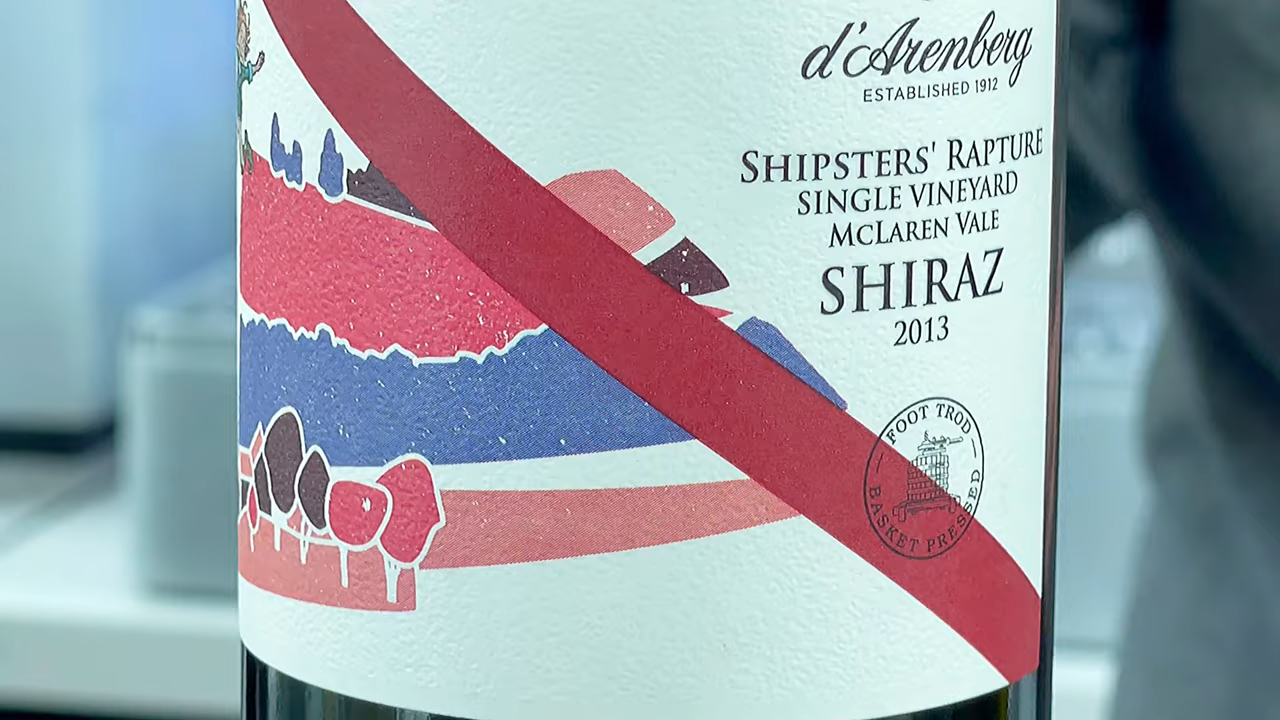 d'Arenberg
ESTABLISHED 1912
SHIPSTERS' RAPTURE
SINGLE VINEYARD
MCLAREN VALE
SHIRAZ
2013
FOOT TROD
BASKET PRESSED